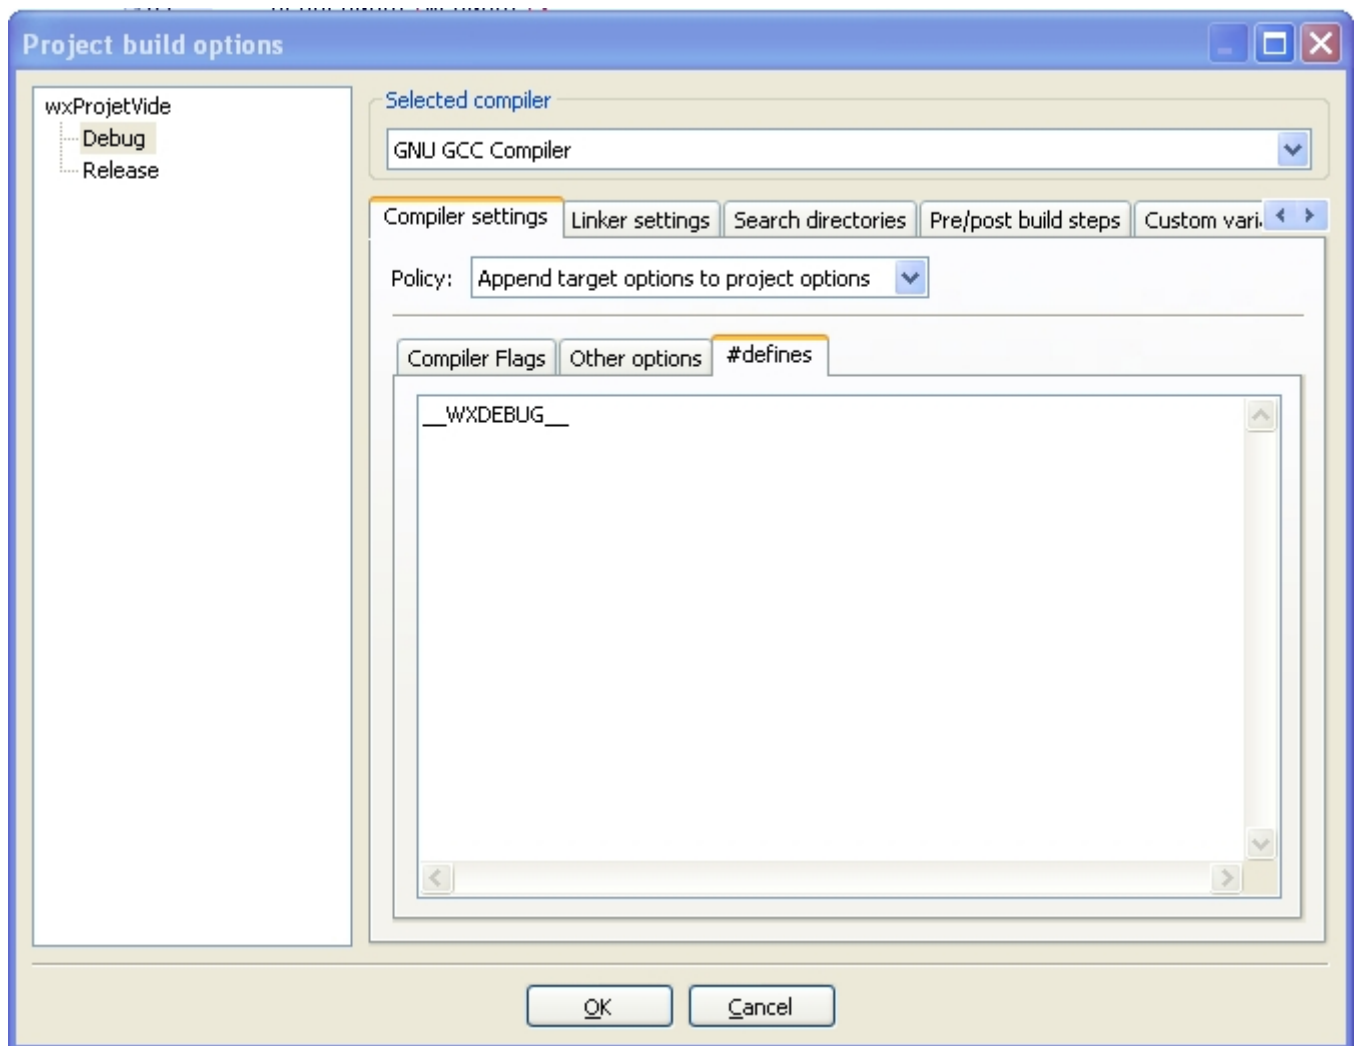 Project build options
wxProjetVide
Debug
Release
Selected compiler
GNU GCC Compiler
Compiler settings
Linker settings
Search directories
Pre/post build steps
Custom vari
Policy:
Append target options to project options
Compiler Flags
Other options
#defines
__WXDEBUG__
OK
Cancel